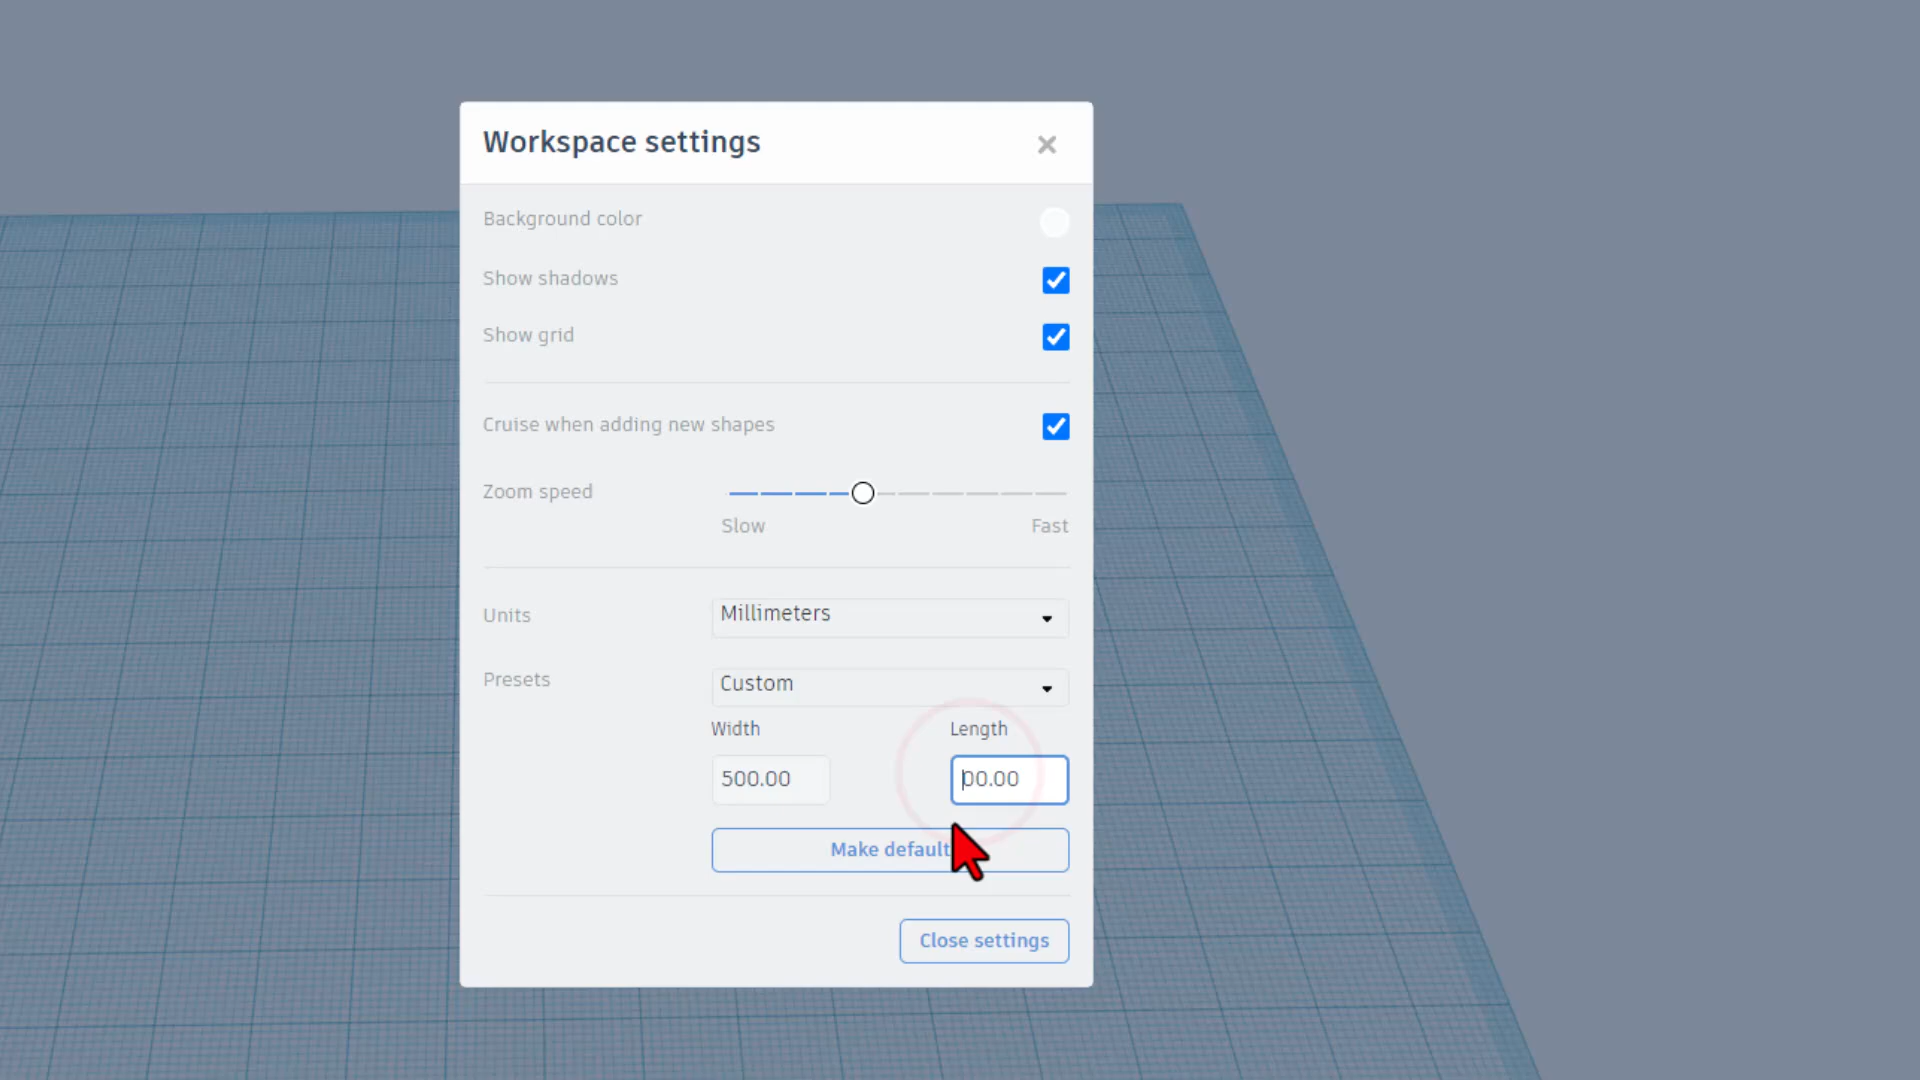 Workspace settings
Background color
Show shadows
Show grid
Cruise when adding new shapes
Zoom speed
Slow Fast
Units Millimeters
Presets Custom
Width Length
500.00 00.00
Make default
Close settings